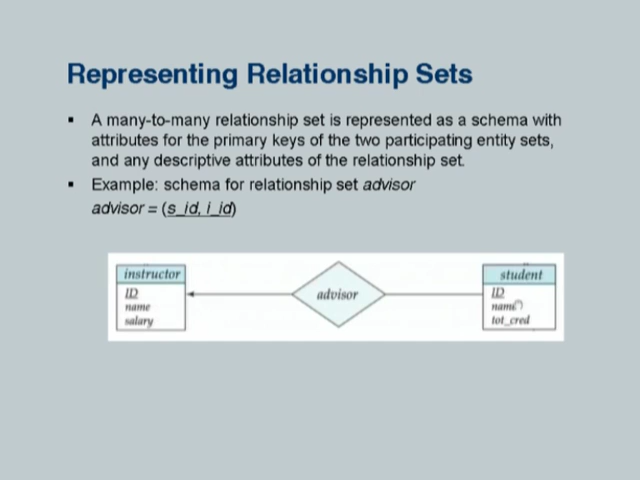 Representing Relationship Sets
▪ A many-to-many relationship set is represented as a schema with
attributes for the primary keys of the two participating entity sets,
and any descriptive attributes of the relationship set.
▪ Example: schema for relationship set advisor
advisor = (s_id, i_id)
instructor
ID
name
salary
advisor
student
ID
name
tot_cred